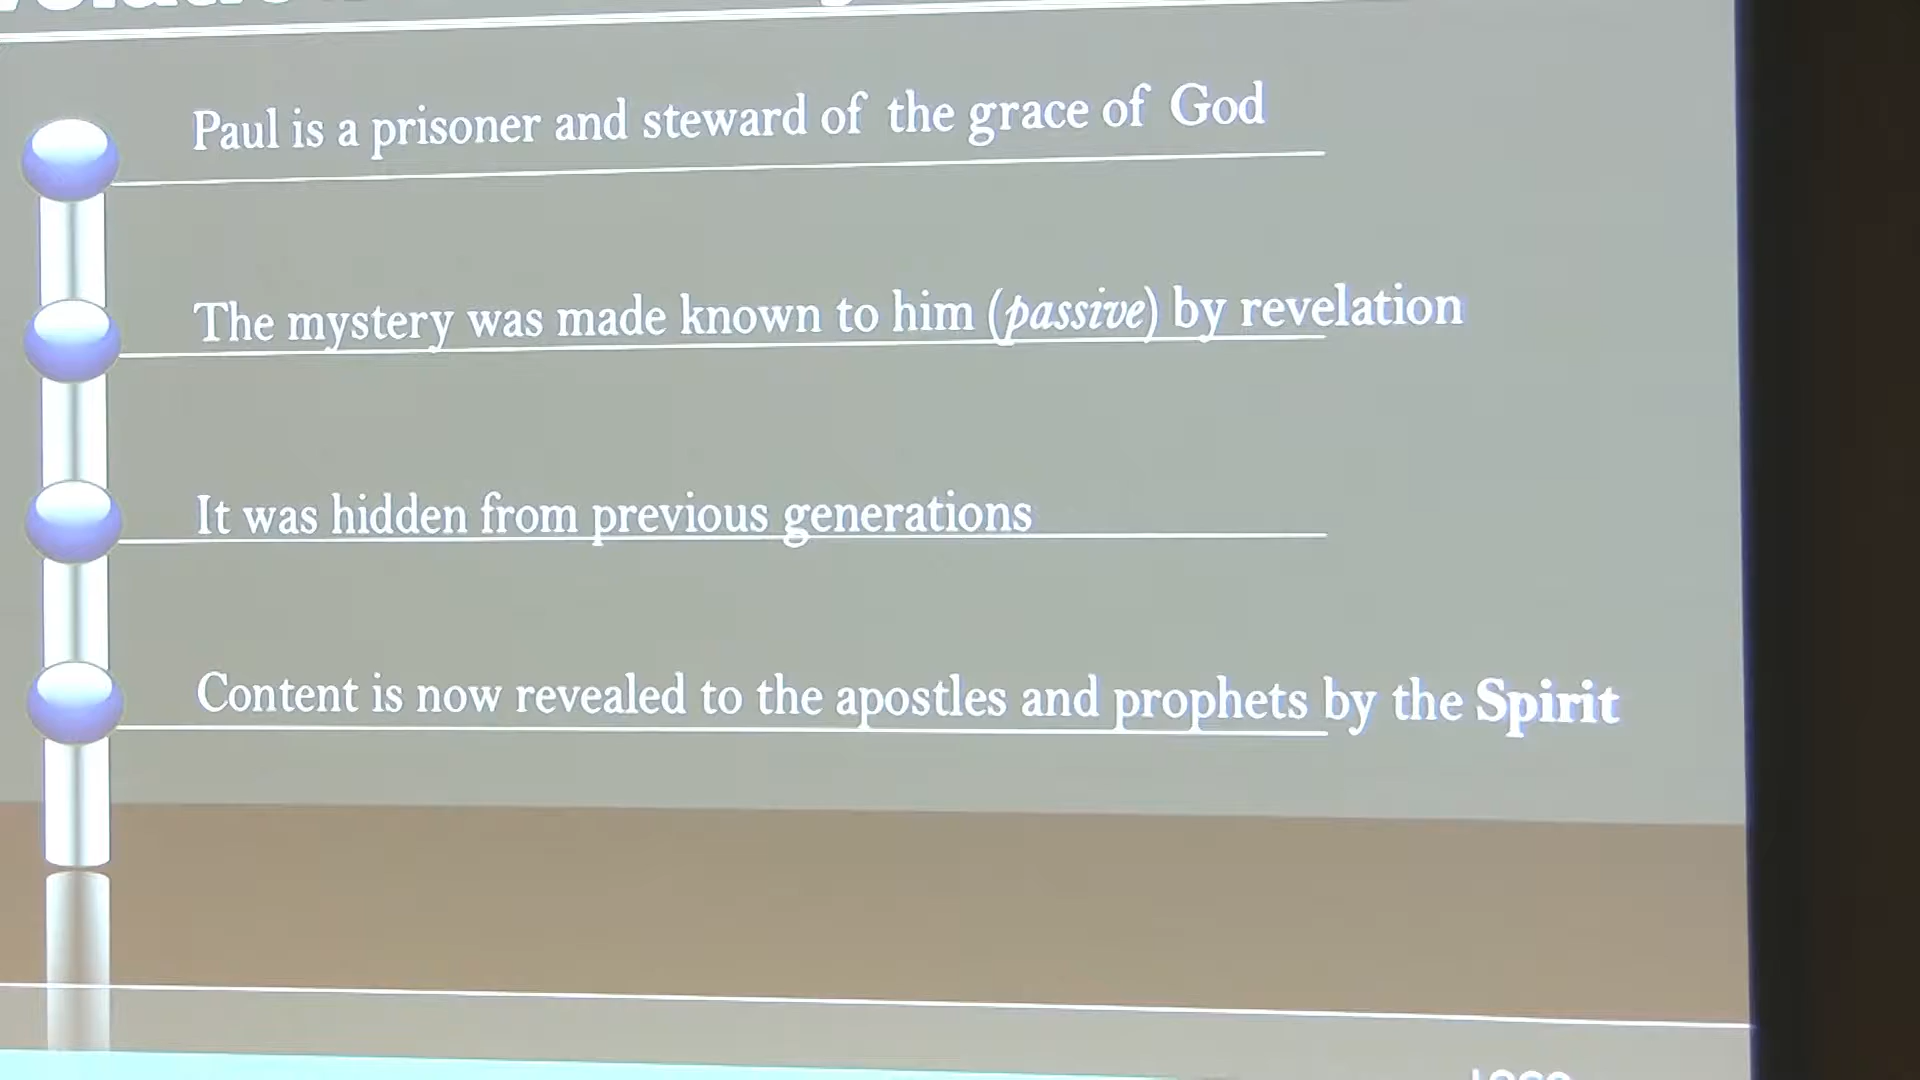 Paul is a prisoner and steward of the grace of God
The mystery was made known to him (passive) by revelation
It was hidden from previous generations
Content is now revealed to the apostles and prophets by the Spirit